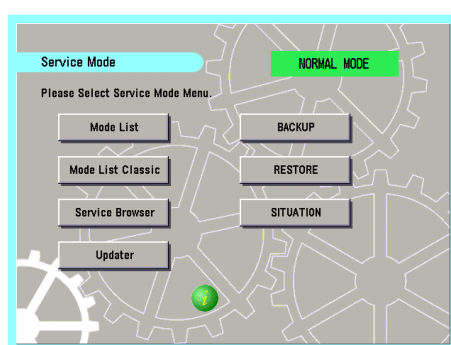 Service Mode
NORMAL MODE
Please Select Service Mode Menu.
Mode List
BACKUP
Mode List Classic
RESTORE
Service Browser
SITUATION
Updater
i